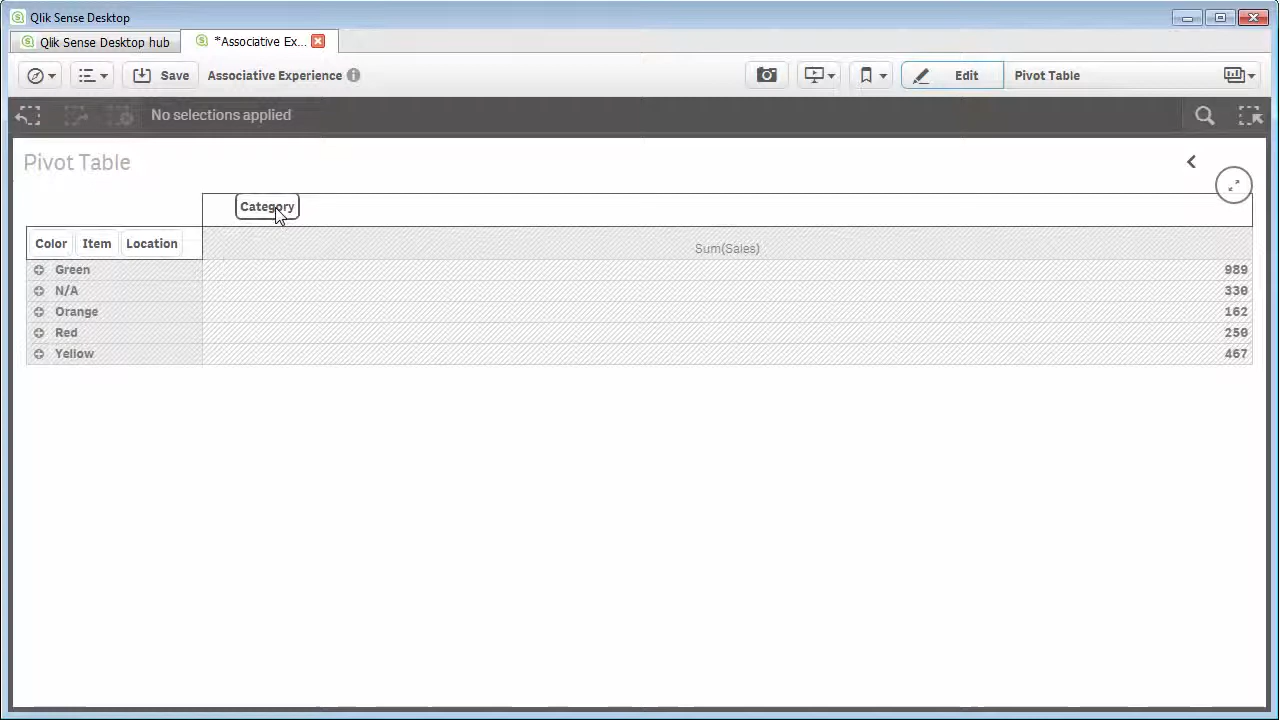 Qlik Sense Desktop
Qlik Sense Desktop hub
*Associative Ex...
Save
Associative Experience
Edit
Pivot Table
No selections applied
Pivot Table
Category
Color Item Location
Sum(Sales)
Green 989
N/A 330
Orange 162
Red 250
Yellow 467